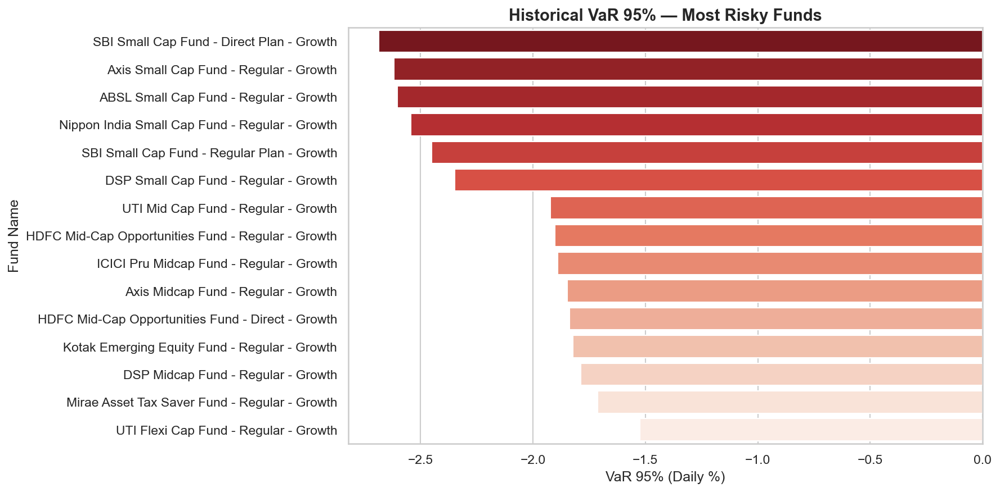 Historical VaR 95% — Most Risky Funds
SBI Small Cap Fund - Direct Plan - Growth
Axis Small Cap Fund - Regular - Growth
ABSL Small Cap Fund - Regular - Growth
Nippon India Small Cap Fund - Regular - Growth
SBI Small Cap Fund - Regular Plan - Growth
DSP Small Cap Fund - Regular - Growth
UTI Mid Cap Fund - Regular - Growth
HDFC Mid-Cap Opportunities Fund - Regular - Growth
ICICI Pru Midcap Fund - Regular - Growth
Axis Midcap Fund - Regular - Growth
HDFC Mid-Cap Opportunities Fund - Direct - Growth
Kotak Emerging Equity Fund - Regular - Growth
DSP Midcap Fund - Regular - Growth
Mirae Asset Tax Saver Fund - Regular - Growth
UTI Flexi Cap Fund - Regular - Growth
Fund Name
−2.5 −2.0 −1.5 −1.0 −0.5 0.0
VaR 95% (Daily %)